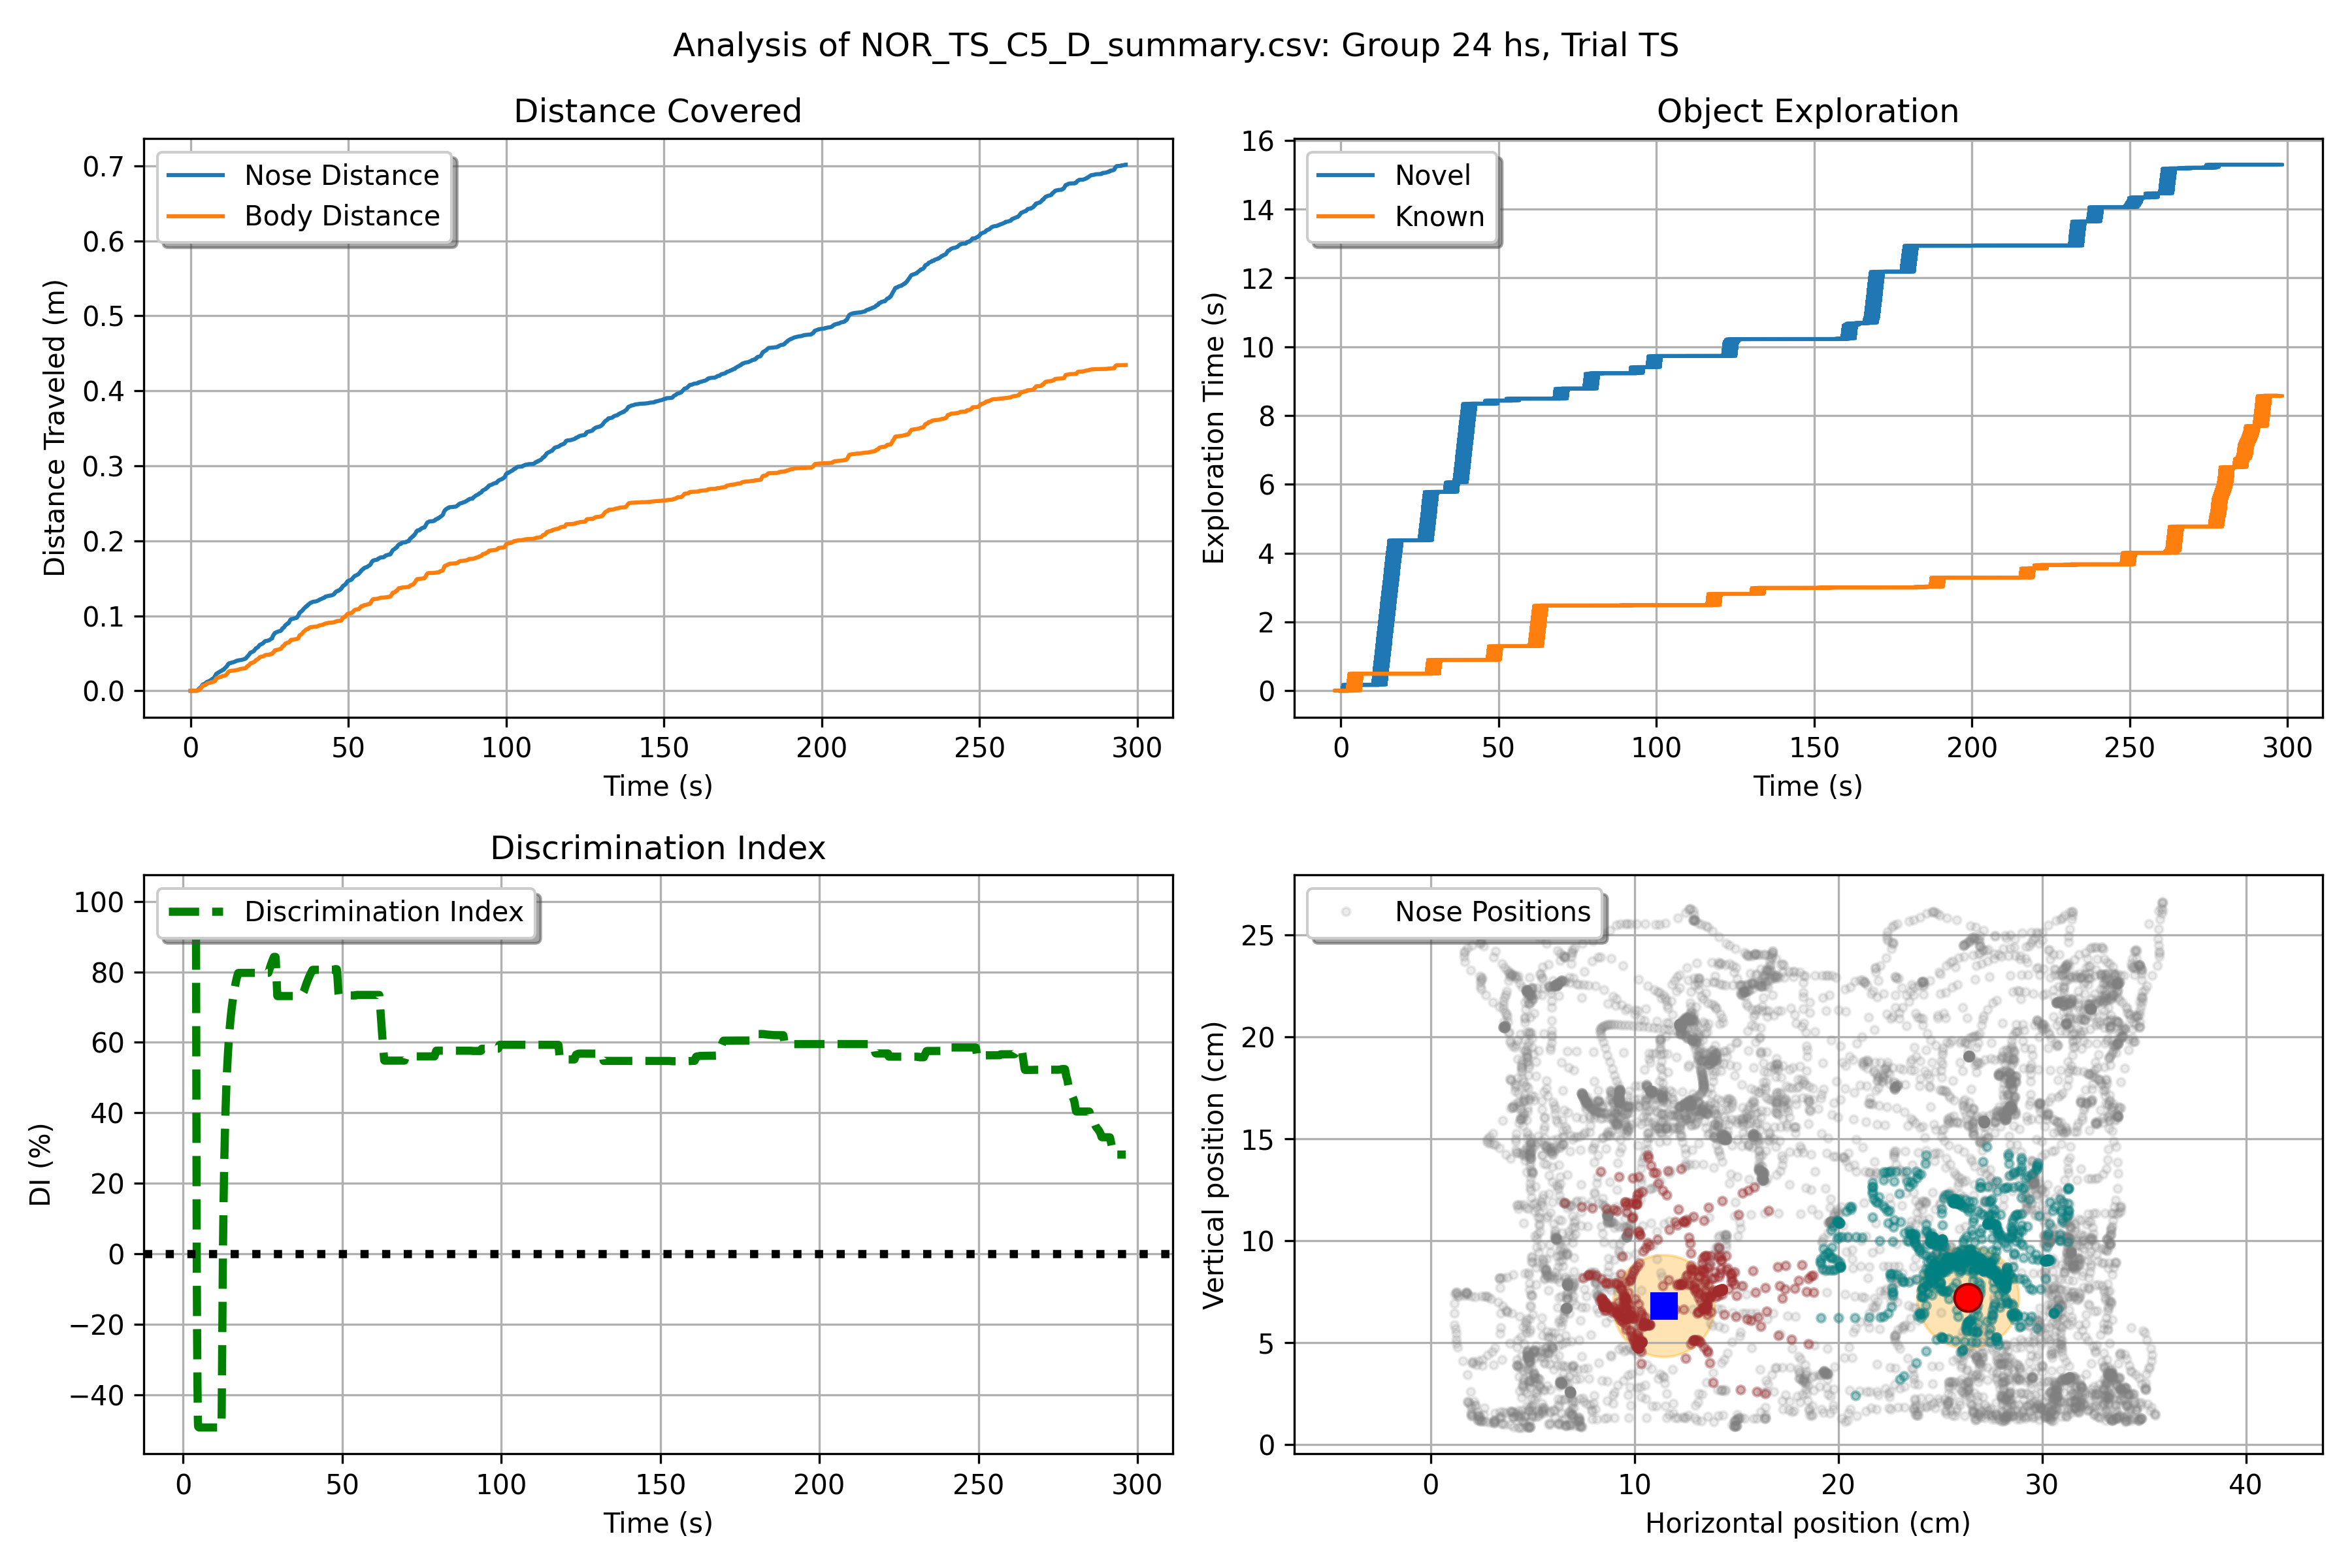 Analysis of NOR_TS_C5_D_summary.csv: Group 24 hs, Trial TS
Distance Covered
Nose Distance
Body Distance
0.7
0.6
0.5
0.4
0.3
0.2
0.1
0.0
Distance Traveled (m)
0 50 100 150 200 250 300
Time (s)
Object Exploration
Novel
Known
16
14
12
10
8
6
4
2
0
Exploration Time (s)
0 50 100 150 200 250 300
Time (s)
Discrimination Index
Discrimination Index
100
80
60
40
20
0
−20
−40
DI (%)
0 50 100 150 200 250 300
Time (s)
Nose Positions
25
20
15
10
5
0
Vertical position (cm)
0 10 20 30 40
Horizontal position (cm)